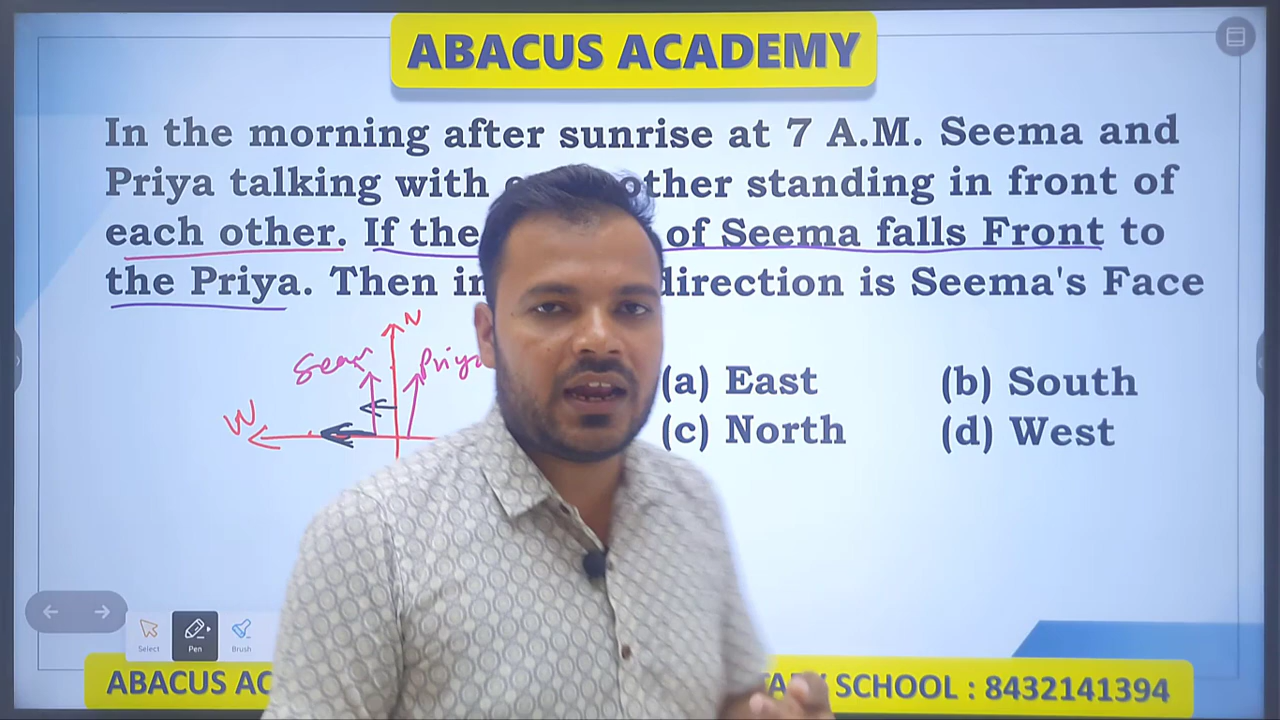 ABACUS ACADEMY
In the morning after sunrise at 7 A.M. Seema and
Priya talking with other standing in front of
each other. If the of Seema falls Front to
the Priya. Then in direction is Seema's Face
N
Priya
W
(a) East (b) South
(c) North (d) West
Select Pen Brush
ABACUS AC SCHOOL : 8432141394